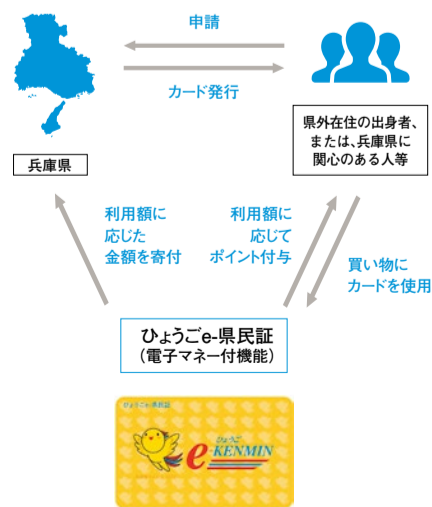 申請
カード発行
兵庫県
県外在住の出身者、
または、兵庫県に
関心のある人等
利用額に
応じた
金額を寄付
利用額に
応じて
ポイント付与
買い物に
カードを使用
ひょうごe-県民証
（電子マネー付機能）
ひょうごe-県民証
ひょうご
e-KENMIN